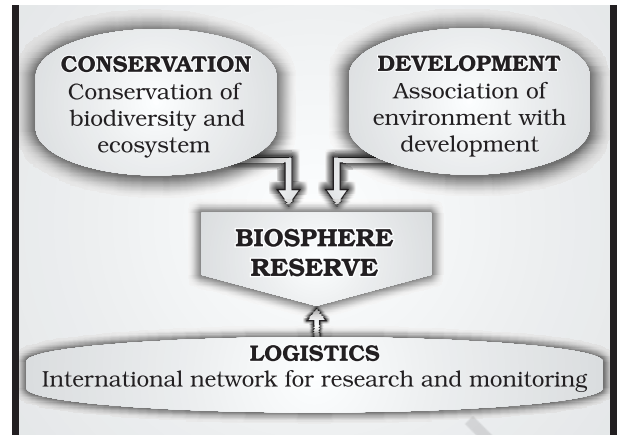 CONSERVATION
Conservation of
biodiversity and
ecosystem
DEVELOPMENT
Association of
environment with
development
BIOSPHERE
RESERVE
LOGISTICS
International network for research and monitoring